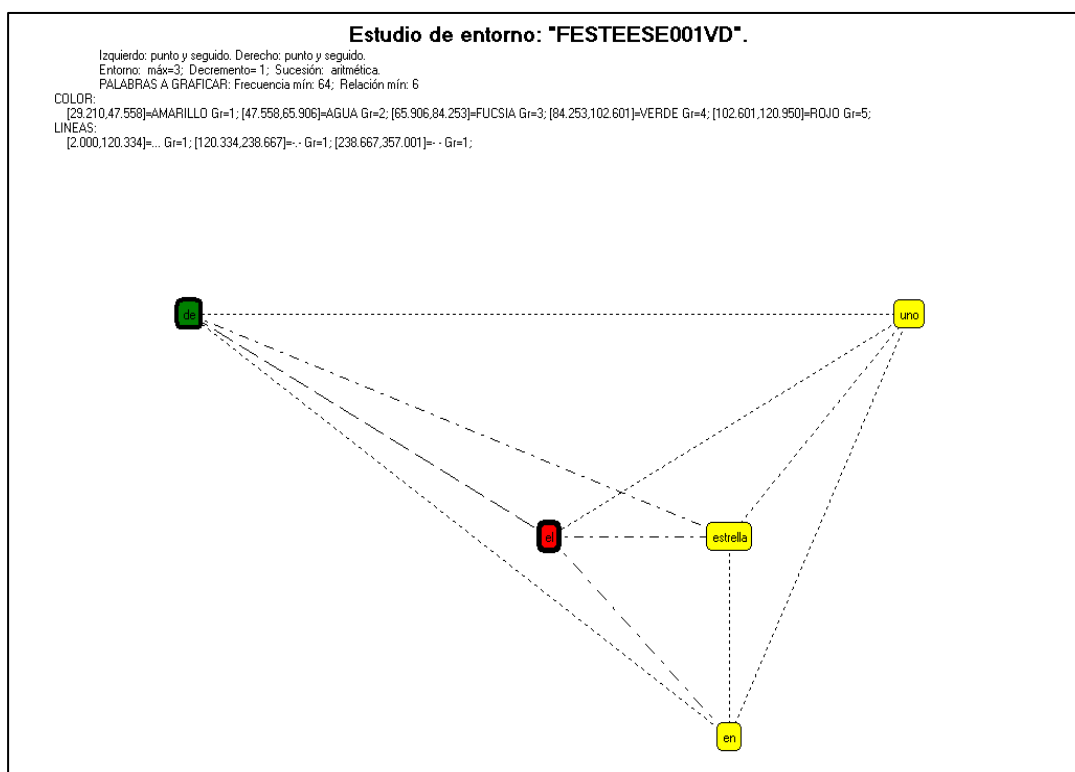 Estudio de entorno: "FESTEESE001VD".
Izquierdo: punto y seguido. Derecho: punto y seguido.
Entorno: máx=3; Decremento= 1; Sucesión: aritmética.
PALABRAS A GRAFICAR: Frecuencia mín: 64; Relación mín: 6
COLOR:
[29.210,47.558]=AMARILLO Gr=1; [47.558,65.906]=AGUA Gr=2; [65.906,84.253]=FUCSIA Gr=3; [84.253,102.601]=VERDE Gr=4; [102.601,120.950]=ROJO Gr=5;
LINEAS:
[2.000,120.334]=... Gr=1; [120.334,238.667]=-.- Gr=1; [238.667,357.001]=- - Gr=1;
de
uno
el
estrella
en